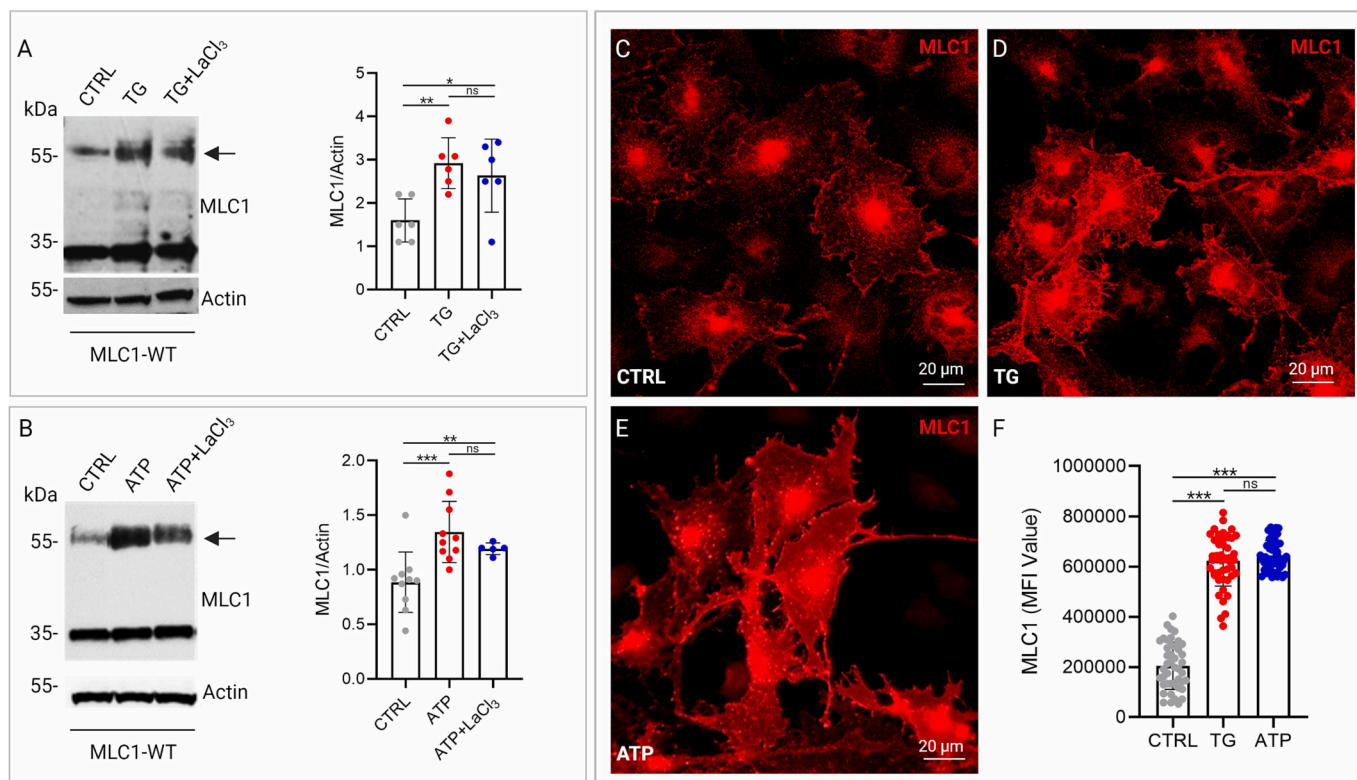 A
CTRL
TG
TG+LaCl₃
kDa
55-
MLC1
35-
55-
Actin
MLC1-WT
5
4
3
2
1
0
MLC1/Actin
*
**
ns
CTRL
TG
TG+LaCl₃
B
CTRL
ATP
ATP+LaCl₃
kDa
55-
MLC1
35-
55-
Actin
MLC1-WT
2.0
1.5
1.0
0.5
0.0
MLC1/Actin
**
***
ns
CTRL
ATP
ATP+LaCl₃
C
MLC1
CTRL
20 µm
D
MLC1
TG
20 µm
E
MLC1
ATP
20 µm
F
1000000
800000
600000
400000
200000
0
MLC1 (MFI Value)
***
***
ns
CTRL
TG
ATP